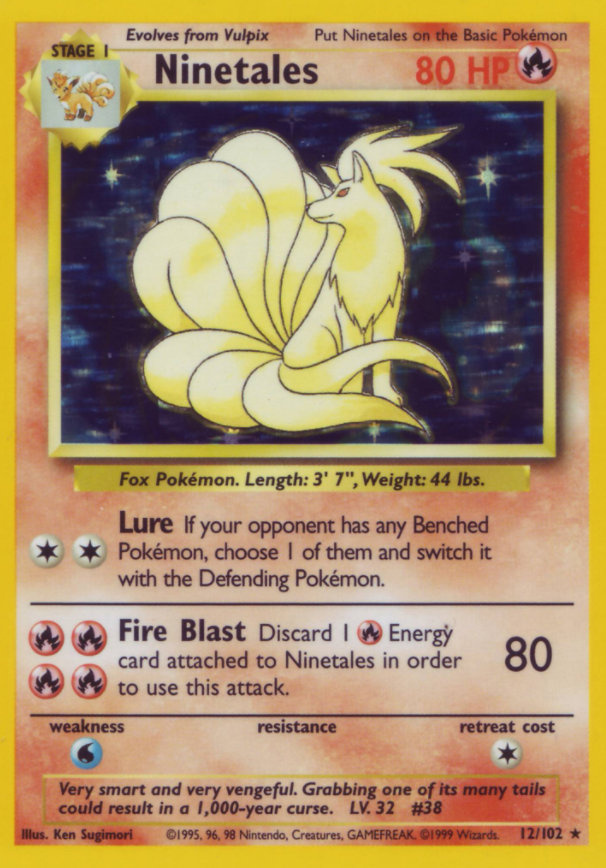 Evolves from Vulpix
Put Ninetales on the Basic Pokémon
STAGE 1
Ninetales
80 HP
Fox Pokémon. Length: 3' 7", Weight: 44 lbs.
Lure If your opponent has any Benched
Pokémon, choose 1 of them and switch it
with the Defending Pokémon.
Fire Blast Discard 1 Energy
card attached to Ninetales in order
to use this attack.
80
weakness
resistance
retreat cost
Very smart and very vengeful. Grabbing one of its many tails
could result in a 1,000-year curse. LV. 32 #38
Illus. Ken Sugimori
©1995, 96, 98 Nintendo, Creatures, GAMEFREAK. ©1999 Wizards.
12/102 ★